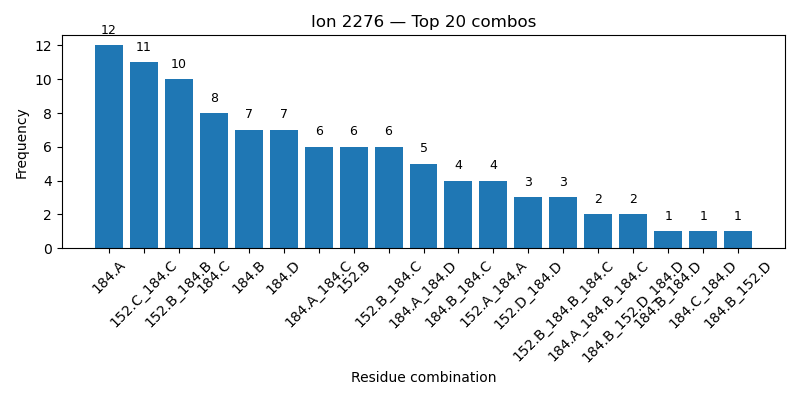 Ion 2276 — Top 20 combos
Frequency
12
10
8
6
4
2
0
12
11
10
8
7
7
6
6
6
5
4
4
3
3
2
2
1
1
1
184.A
152.C_184.C
152.B_184.B
184.C
184.B
184.D
184.A_184.C
152.B
152.B_184.C
184.A_184.D
184.B_184.C
152.A_184.A
152.D_184.D
152.B_184.B_184.C
184.A_184.B_184.C
184.B_152.D_184.D
184.B_184.D
184.C_184.D
184.B_152.D
Residue combination